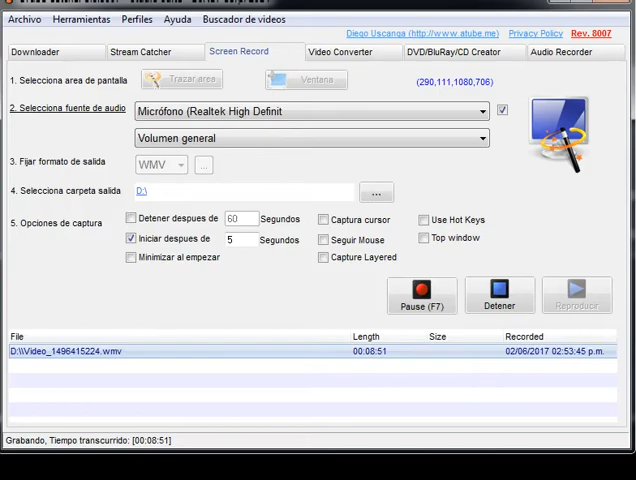 Archivo Herramientas Perfiles Ayuda Buscador de videos
Diego Uscanga (http://www.atube.me) Privacy Policy Rev. 8007
Downloader Stream Catcher Screen Record Video Converter DVD/BluRay/CD Creator Audio Recorder
1. Selecciona area de pantalla Trazar area Ventana (290,111,1080,706)
2. Selecciona fuente de audio Micrófono (Realtek High Definit
Volumen general
3. Fijar formato de salida WMV ...
4. Selecciona carpeta salida D:\ ...
5. Opciones de captura Detener despues de 60 Segundos Captura cursor Use Hot Keys
Iniciar despues de 5 Segundos Seguir Mouse Top window
Minimizar al empezar Capture Layered
Pause (F7) Detener Reproducir
File Length Size Recorded
D:\\Video_1496415224.wmv 00:08:51 02/06/2017 02:53:45 p.m.
Grabando, Tiempo transcurrido: [00:08:51]